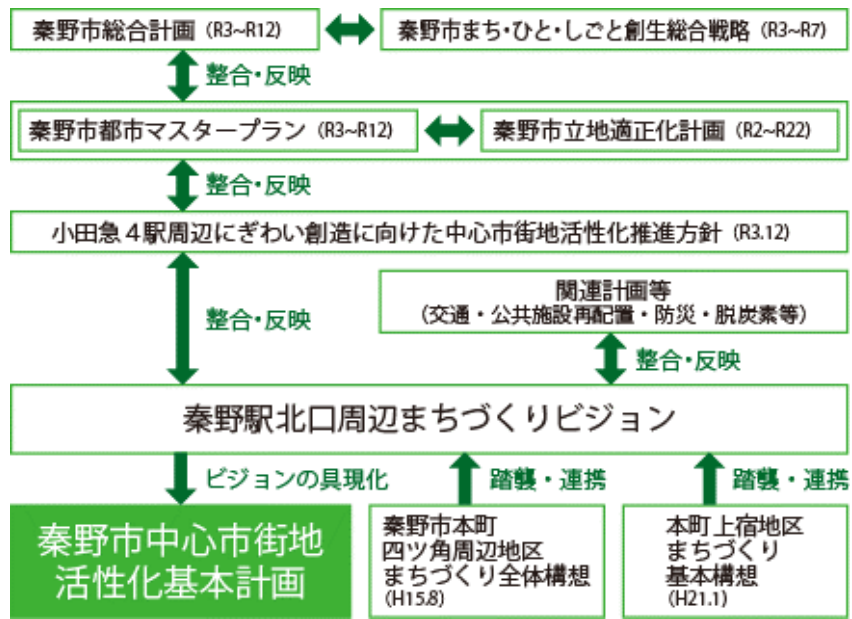 秦野市総合計画（R3~R12）
秦野市まち・ひと・しごと創生総合戦略（R3~R7）
整合・反映
秦野市都市マスタープラン（R3~R12）
秦野市立地適正化計画（R2~R22）
整合・反映
小田急４駅周辺にぎわい創造に向けた中心市街地活性化推進方針（R3.12）
整合・反映
関連計画等
（交通・公共施設再配置・防災・脱炭素等）
整合・反映
秦野駅北口周辺まちづくりビジョン
ビジョンの具現化
踏襲・連携
踏襲・連携
秦野市中心市街地
活性化基本計画
秦野市本町
四ツ角周辺地区
まちづくり全体構想
（H15.8）
本町上宿地区
まちづくり
基本構想
（H21.1）